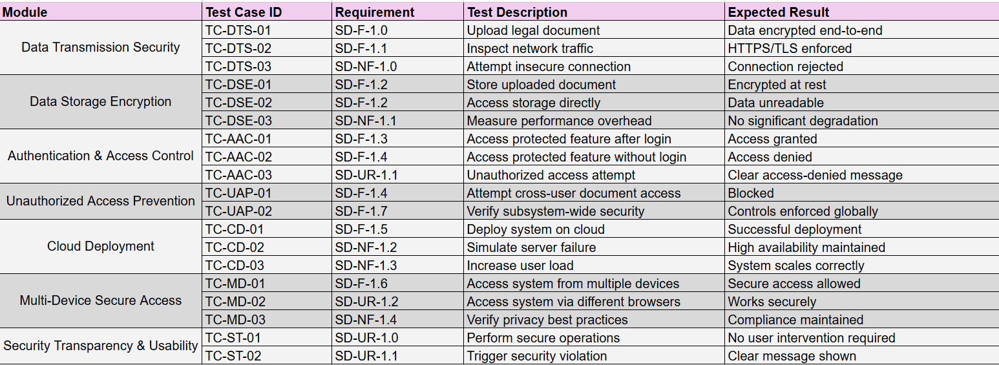 Module Test Case ID Requirement Test Description Expected Result
Data Transmission Security TC-DTS-01 SD-F-1.0 Upload legal document Data encrypted end-to-end
TC-DTS-02 SD-F-1.1 Inspect network traffic HTTPS/TLS enforced
TC-DTS-03 SD-NF-1.0 Attempt insecure connection Connection rejected
Data Storage Encryption TC-DSE-01 SD-F-1.2 Store uploaded document Encrypted at rest
TC-DSE-02 SD-F-1.2 Access storage directly Data unreadable
TC-DSE-03 SD-NF-1.1 Measure performance overhead No significant degradation
Authentication & Access Control TC-AAC-01 SD-F-1.3 Access protected feature after login Access granted
TC-AAC-02 SD-F-1.4 Access protected feature without login Access denied
TC-AAC-03 SD-UR-1.1 Unauthorized access attempt Clear access-denied message
Unauthorized Access Prevention TC-UAP-01 SD-F-1.4 Attempt cross-user document access Blocked
TC-UAP-02 SD-F-1.7 Verify subsystem-wide security Controls enforced globally
Cloud Deployment TC-CD-01 SD-F-1.5 Deploy system on cloud Successful deployment
TC-CD-02 SD-NF-1.2 Simulate server failure High availability maintained
TC-CD-03 SD-NF-1.3 Increase user load System scales correctly
Multi-Device Secure Access TC-MD-01 SD-F-1.6 Access system from multiple devices Secure access allowed
TC-MD-02 SD-UR-1.2 Access system via different browsers Works securely
TC-MD-03 SD-NF-1.4 Verify privacy best practices Compliance maintained
Security Transparency & Usability TC-ST-01 SD-UR-1.0 Perform secure operations No user intervention required
TC-ST-02 SD-UR-1.1 Trigger security violation Clear message shown